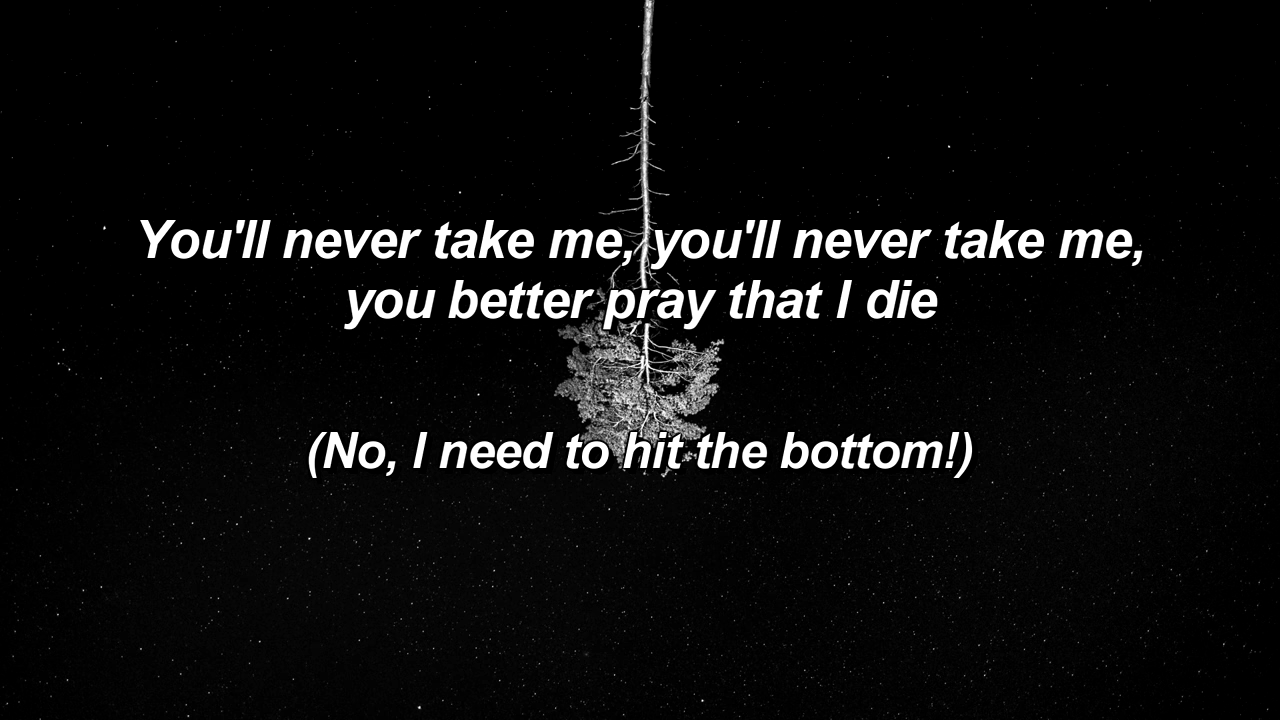 You'll never take me, you'll never take me,
you better pray that I die
(No, I need to hit the bottom!)